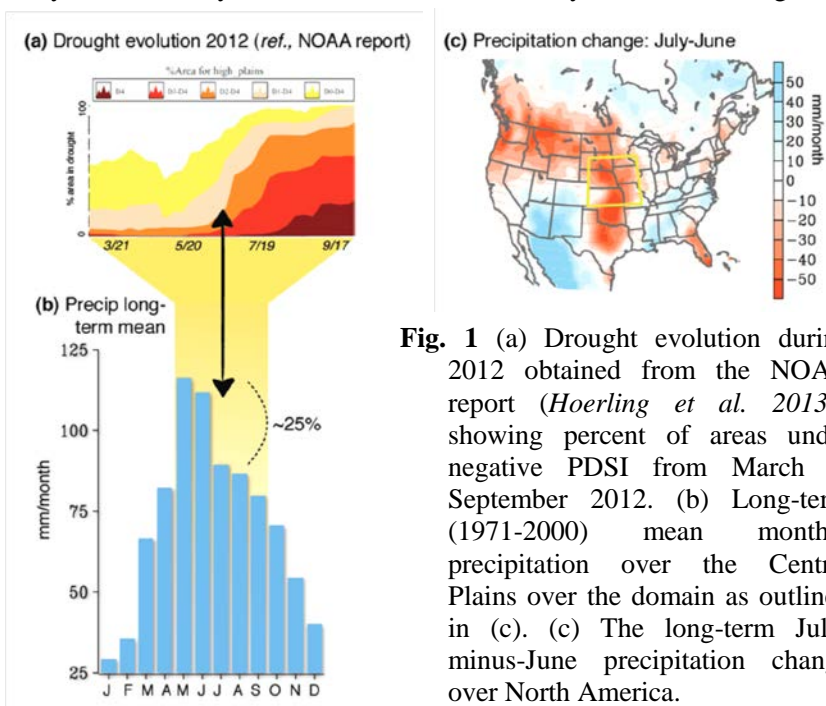 (a) Drought evolution 2012 (ref., NOAA report)
%Area for high plains
D4 D3-D4 D2-D4 D1-D4 D0-D4
% area in drought
100
0
3/21 5/20 7/19 9/17
(b) Precip long-
term mean
mm/month
125
100
75
50
25
~25%
J F M A M J J A S O N D
(c) Precipitation change: July-June
mm/month
50
40
30
20
10
0
-10
-20
-30
-40
-50
Fig. 1 (a) Drought evolution durin
2012 obtained from the NOA
report (Hoerling et al. 2013
showing percent of areas und
negative PDSI from March
September 2012. (b) Long-ter
(1971-2000) mean month
precipitation over the Centr
Plains over the domain as outline
in (c). (c) The long-term Jul
minus-June precipitation chang
over North America.